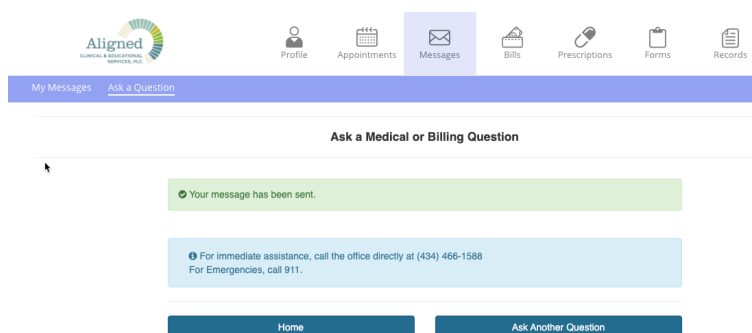 Aligned
CLINICAL & EDUCATIONAL
SERVICES, PLC
Profile
Appointments
Messages
Bills
Prescriptions
Forms
Records
My Messages
Ask a Question
Ask a Medical or Billing Question
Your message has been sent.
For immediate assistance, call the office directly at (434) 466-1588
For Emergencies, call 911.
Home
Ask Another Question